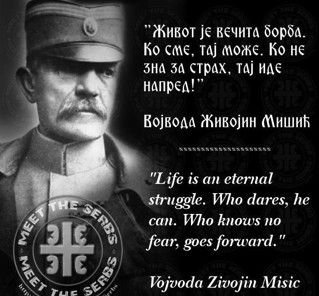 "Живот је вечита борба.
Ко сме, тај може. Ко не
зна за страх, тај иде
напред!"
Војвода Живојин Мишић
"Life is an eternal
struggle. Who dares, he
can. Who knows no
fear, goes forward."
Vojvoda Zivojin Misic
MEET THE SERBS
MEET THE SERBS